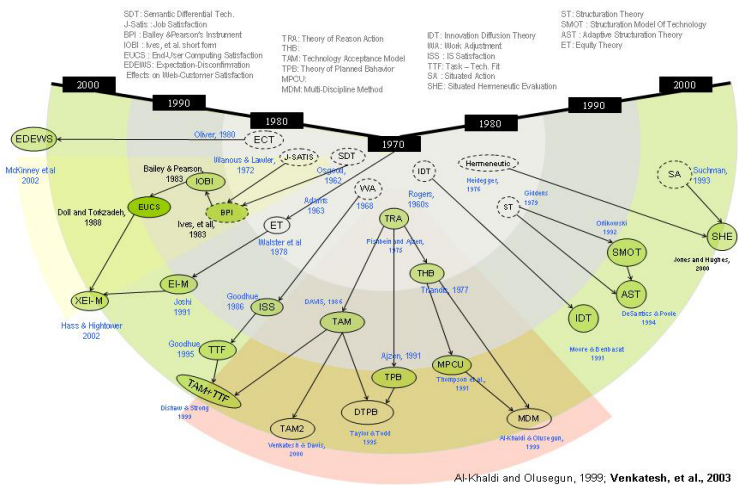 SDT: Semantic Differential Tech.
J-Satis : Job Satisfaction
BPI : Bailey &Pearson's Instrument
IOBI : Ives, et al. short form
EUCS : End-User Computing Satisfaction
EDEWS : Expectation-Disconfirmation
Effects on Web-Customer Satisfaction
TRA: Theory of Reason Action
THB:
TAM: Technology Acceptance Model
TPB: Theory of Planned Bahavior
MPCU:
MDM: Multi-Discipline Method
IDT: Innovation Diffusion Theory
WA: Work Adjustment
ISS : IS Satisfaction
TTF: Task – Tech. Fit
SA : Situated Action
SHE: Situated Hermeneutic Evaluation
ST: Structuration Theory
SMOT : Structuration Model Of Technology
AST : Adaptive Structuration Theory
ET: Equity Theory
2000
1990
1980
1970
1980
1990
2000
EDEWS
McKinney et al
2002
Oliver, 1980
ECT
Wanous & Lawler,
1972
J-SATIS
SDT
Osgood,
1962
Bailey & Pearson,
1983
IOBI
EUCS
BPI
Doll and Torkzadeh,
1988
Ives, et all,
1983
Adams
1963
WA
1968
ET
Walster et al
1978
IDT
Rogers,
1960s
Hermeneutic
Heidegger,
1976
ST
Giddens
1979
SA
Suchman,
1993
SHE
Jones and Hughes,
2000
Orlikowski
1992
SMOT
AST
DeSantiss & Poole
1994
TRA
Fishbein and Ajzen,
1975
THB
Triandis, 1977
IDT
Moore & Benbasat
1991
EI-M
Joshi
1991
XEI-M
Hass & Hightower
2002
Goodhue
1986
ISS
DAVIS, 1986
TAM
Goodhue
1995
TTF
TAM+TTF
Dishaw & Strong
1999
Ajzen, 1991
TPB
MPCU
Thompson et al.,
1991
TAM2
Venkatesh & Davis,
2000
DTPB
Taylor & Todd
1995
MDM
Al-Khaldi & Olusegun,
1999
Al-Khaldi and Olusegun, 1999; Venkatesh, et al., 2003